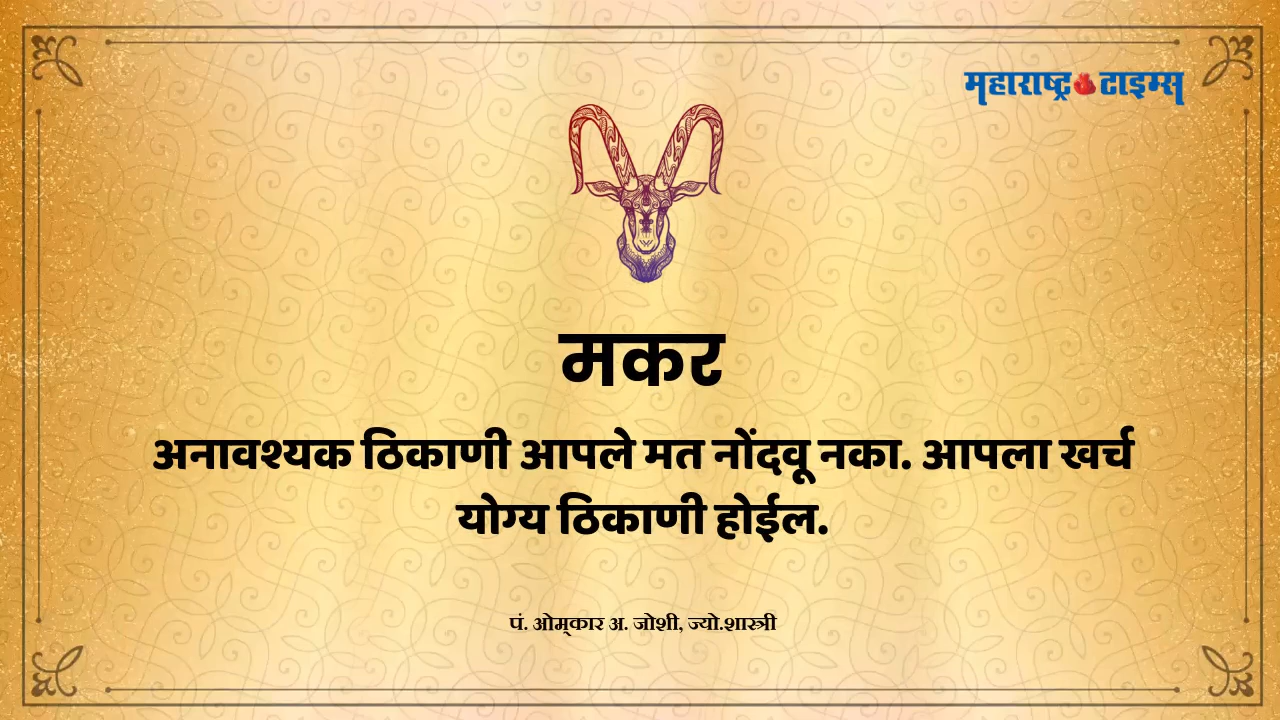 महाराष्ट्र टाइम्स
मकर
अनावश्यक ठिकाणी आपले मत नोंदवू नका. आपला खर्च
योग्य ठिकाणी होईल.
पं. ओम्‌कार अ. जोशी, ज्यो.शास्त्री